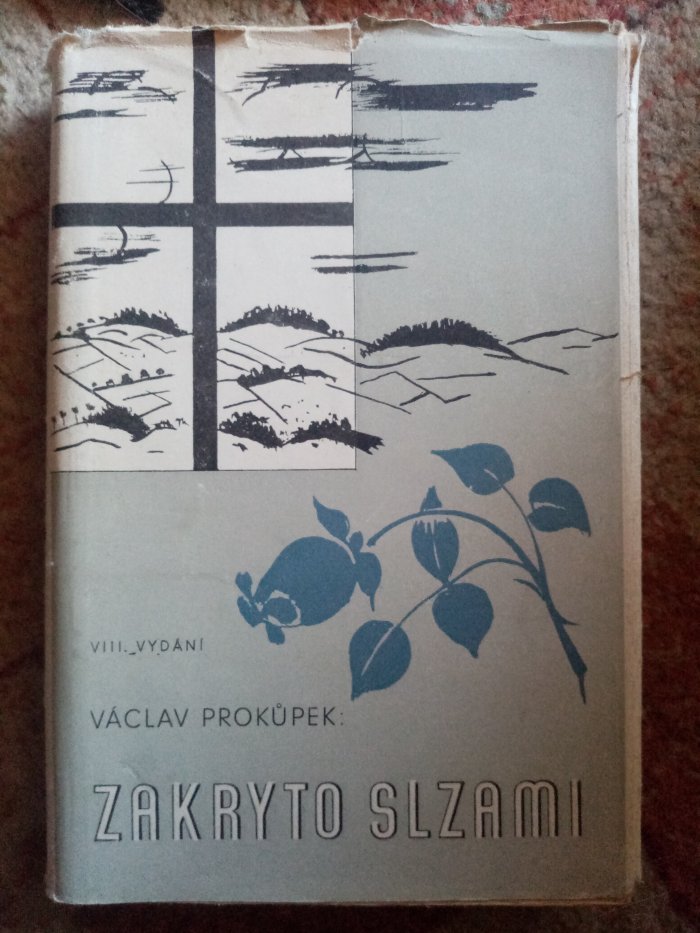 VIII. VYDÁNÍ
VÁCLAV PROKŮPEK:
ZAKRYTO SLZAMI